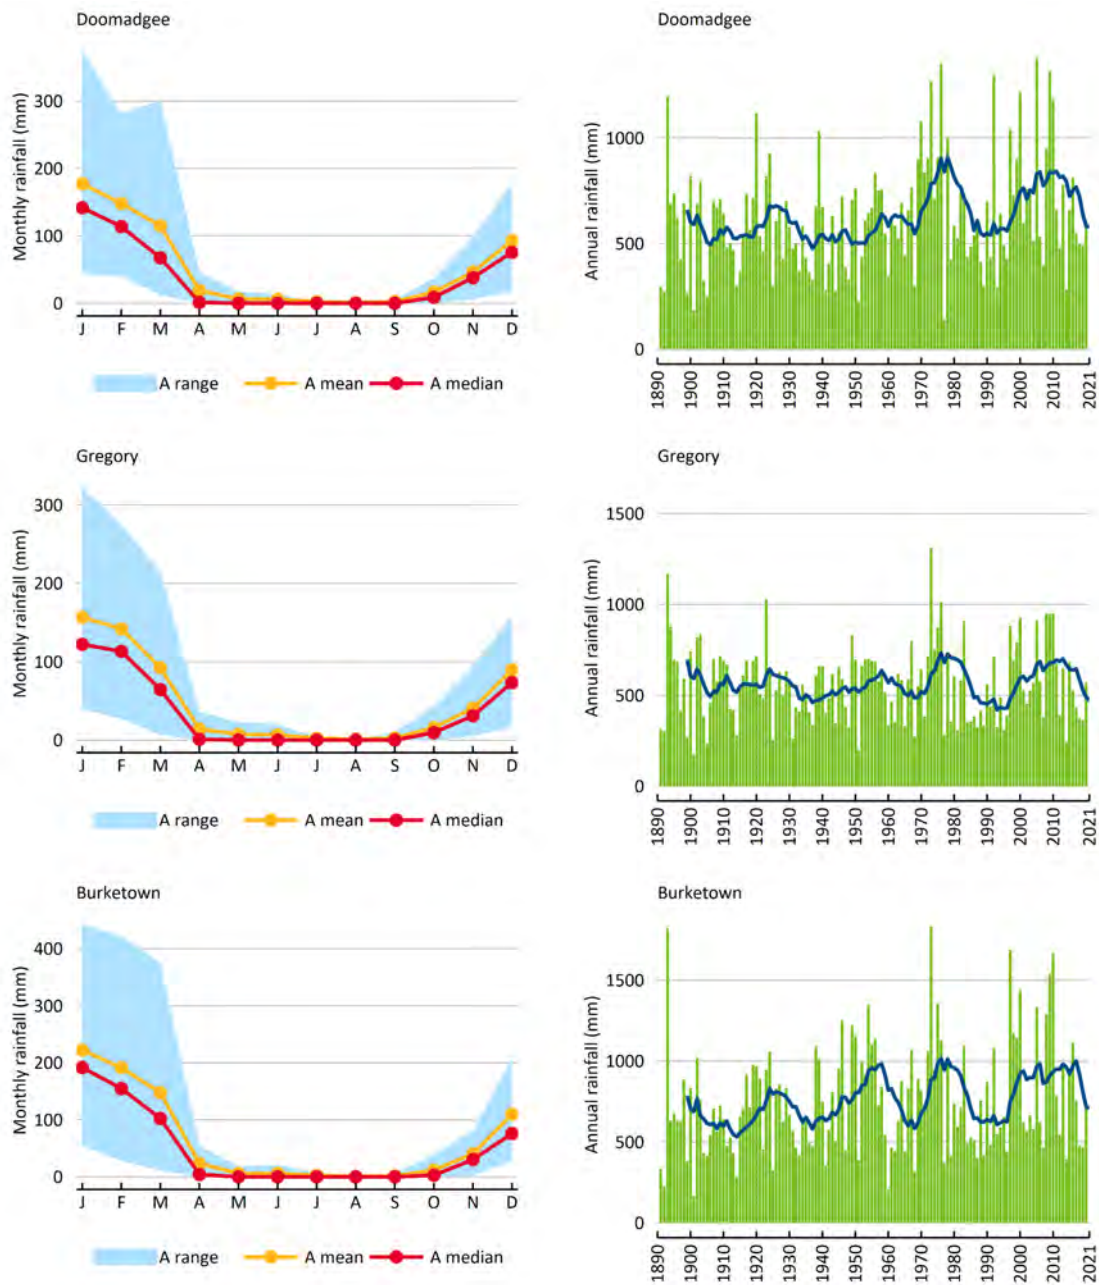 Doomadgee
Monthly rainfall (mm)
300
200
100
0
J F M A M J J A S O N D
A range A mean A median
Doomadgee
Annual rainfall (mm)
1000
500
0
1890 1900 1910 1920 1930 1940 1950 1960 1970 1980 1990 2000 2010 2021
Gregory
Monthly rainfall (mm)
300
200
100
0
J F M A M J J A S O N D
A range A mean A median
Gregory
Annual rainfall (mm)
1500
1000
500
0
1890 1900 1910 1920 1930 1940 1950 1960 1970 1980 1990 2000 2010 2021
Burketown
Monthly rainfall (mm)
400
300
200
100
0
J F M A M J J A S O N D
A range A mean A median
Burketown
Annual rainfall (mm)
1500
1000
500
0
1890 1900 1910 1920 1930 1940 1950 1960 1970 1980 1990 2000 2010 2021